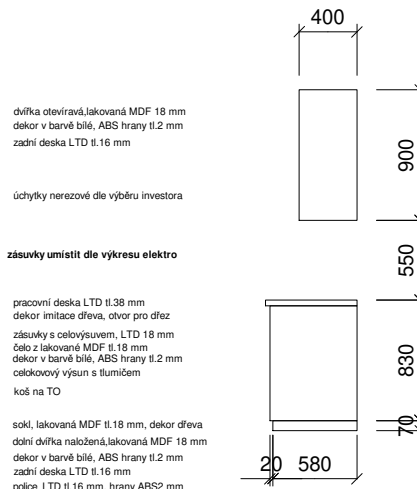 400
dvířka otevíravá,lakovaná MDF 18 mm
dekor v barvě bílé, ABS hrany tl.2 mm
zadní deska LTD tl.16 mm
900
úchytky nerezové dle výběru investora
zásuvky umístit dle výkresu elektro
550
pracovní deska LTD tl.38 mm
dekor imitace dřeva, otvor pro dřez
zásuvky s celovýsuvem, LTD 18 mm
čelo z lakované MDF tl.18 mm
dekor v barvě bílé, ABS hrany tl.2 mm
celokovový výsun s tlumičem
830
koš na TO
sokl, lakovaná MDF tl.18 mm, dekor dřeva
70
dolní dvířka naložená,lakovaná MDF 18 mm
dekor v barvě bílé, ABS hrany tl.2 mm
zadní deska LTD tl.16 mm
20 580
police, LTD tl.16 mm, hrany ABS2 mm